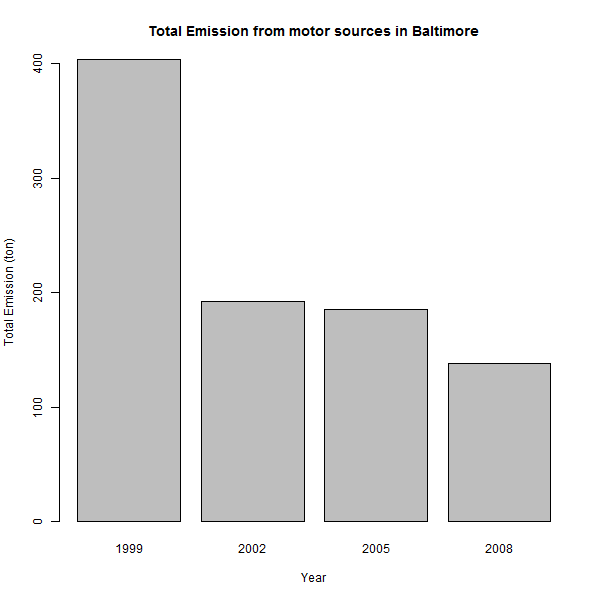 Total Emission from motor sources in Baltimore
Total Emission (ton)
400
300
200
100
0
1999 2002 2005 2008
Year